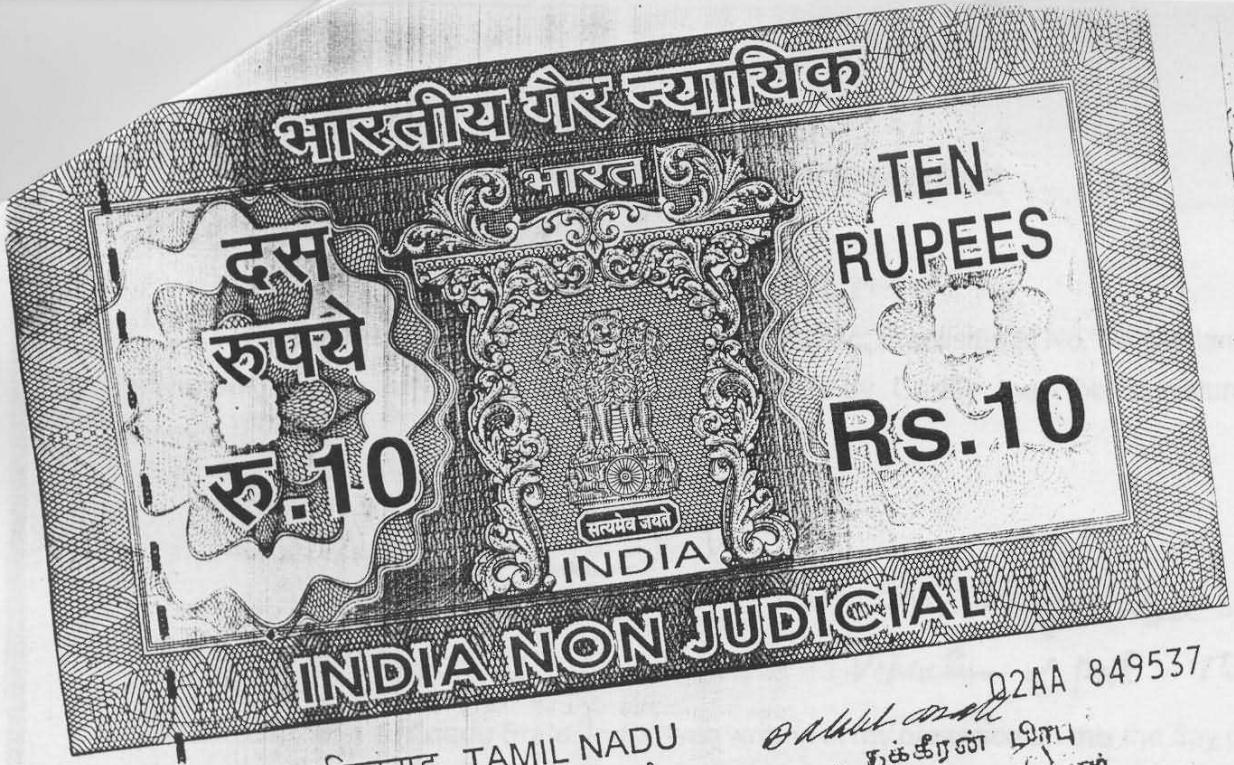 भारतीय गैर न्यायिक
भारत
दस
रुपये
रु.10
TEN
RUPEES
Rs.10
सत्यमेव जयते
INDIA
INDIA NON JUDICIAL
02AA 849537
TAMIL NADU